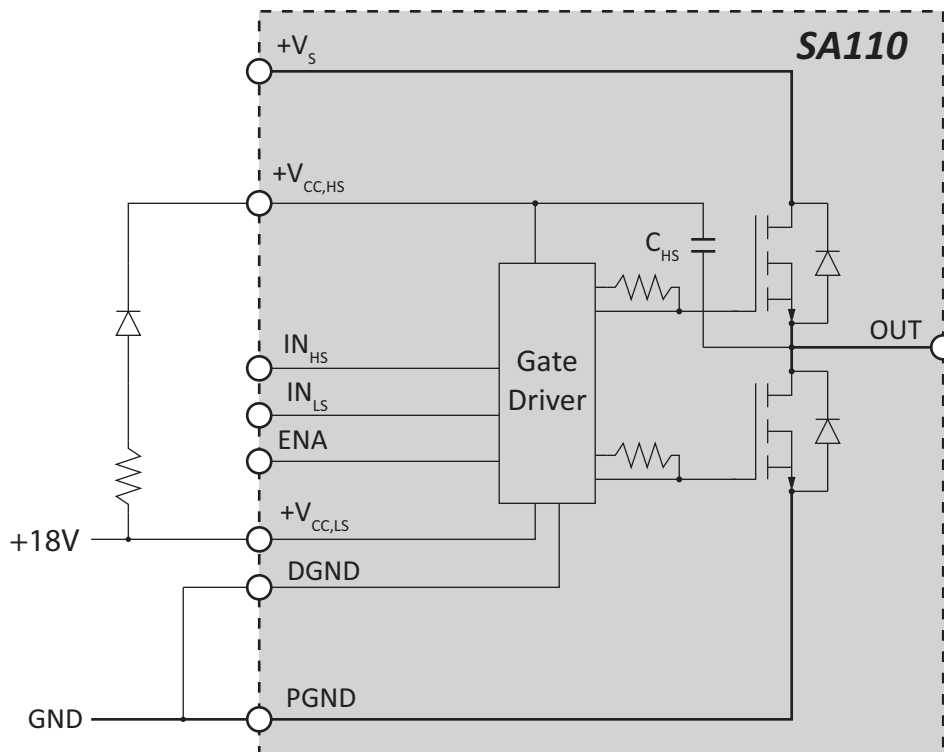 SA110
+VS
+VCC,HS
CHS
OUT
INHS
Gate
Driver
INLS
ENA
+VCC,LS
+18V
DGND
PGND
GND